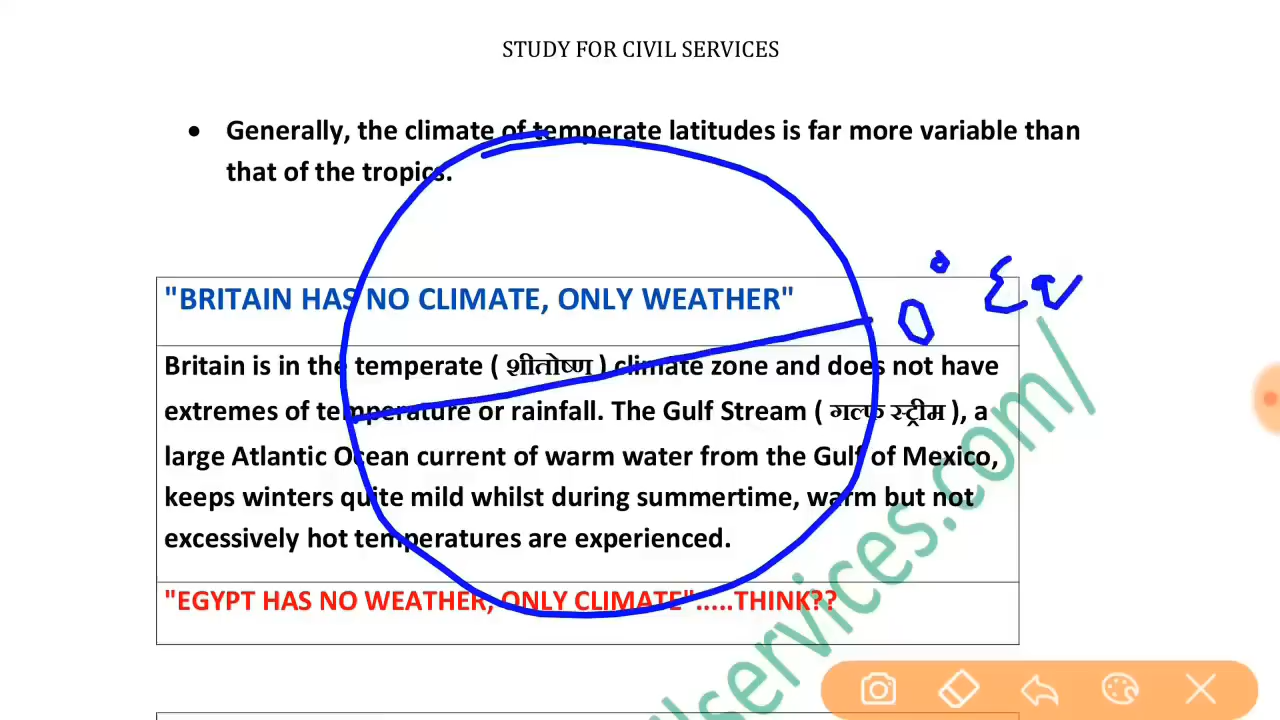 STUDY FOR CIVIL SERVICES
• Generally, the climate of temperate latitudes is far more variable than
that of the tropics.
0° Eq
"BRITAIN HAS NO CLIMATE, ONLY WEATHER"
Britain is in the temperate ( शीतोष्ण ) climate zone and does not have
extremes of temperature or rainfall. The Gulf Stream ( गल्फ स्ट्रीम ), a
large Atlantic Ocean current of warm water from the Gulf of Mexico,
keeps winters quite mild whilst during summertime, warm but not
excessively hot temperatures are experienced.
"EGYPT HAS NO WEATHER, ONLY CLIMATE".....THINK??
ilservices.com/